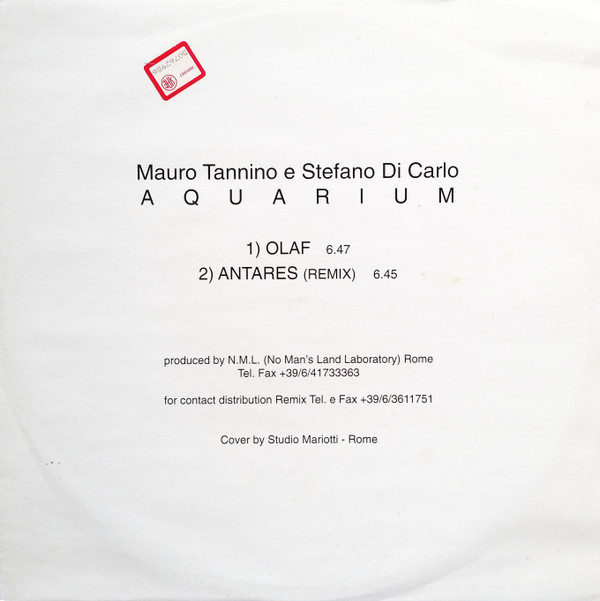 Mauro Tannino e Stefano Di Carlo
AQUARIUM
1) OLAF 6.47
2) ANTARES (REMIX) 6.45
produced by N.M.L. (No Man's Land Laboratory) Rome
Tel. Fax +39/6/41733363
for contact distribution Remix Tel. e Fax +39/6/3611751
Cover by Studio Mariotti - Rome